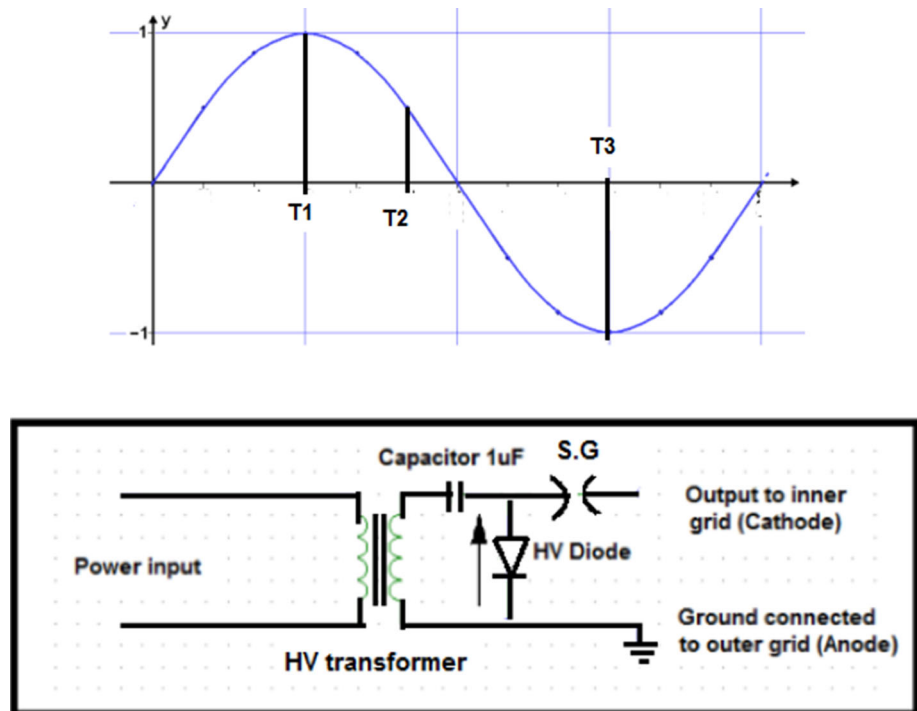 1
y
T3
T1
T2
-1
Capacitor 1uF
S.G
Output to inner
grid (Cathode)
Power input
HV Diode
Ground connected
to outer grid (Anode)
HV transformer